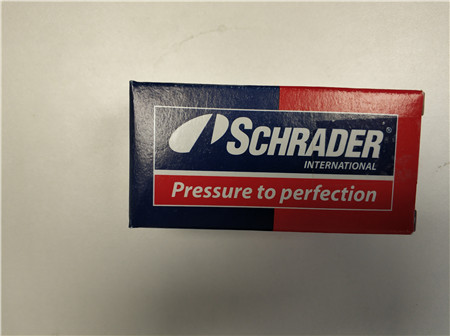 SCHRADER®
INTERNATIONAL
Pressure to perfection